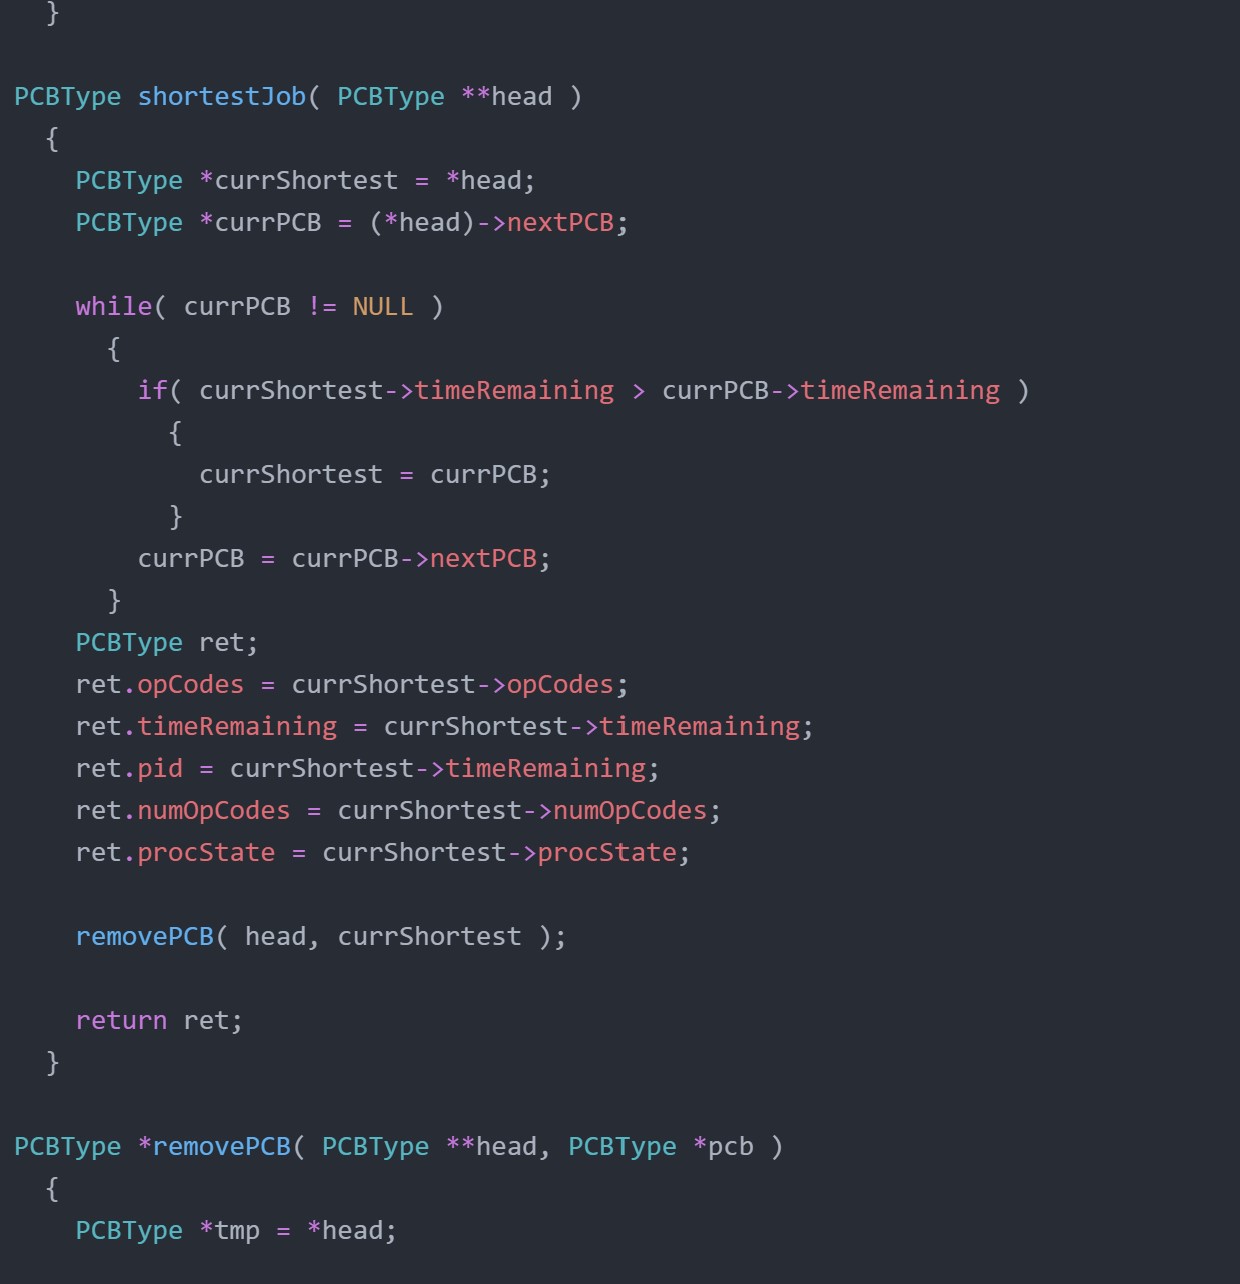 }
PCBType shortestJob( PCBType **head )
{
PCBType *currShortest = *head;
PCBType *currPCB = (*head)->nextPCB;
while( currPCB != NULL )
{
if( currShortest->timeRemaining > currPCB->timeRemaining )
{
currShortest = currPCB;
}
currPCB = currPCB->nextPCB;
}
PCBType ret;
ret.opCodes = currShortest->opCodes;
ret.timeRemaining = currShortest->timeRemaining;
ret.pid = currShortest->timeRemaining;
ret.numOpCodes = currShortest->numOpCodes;
ret.procState = currShortest->procState;
removePCB( head, currShortest );
return ret;
}
PCBType *removePCB( PCBType **head, PCBType *pcb )
{
PCBType *tmp = *head;